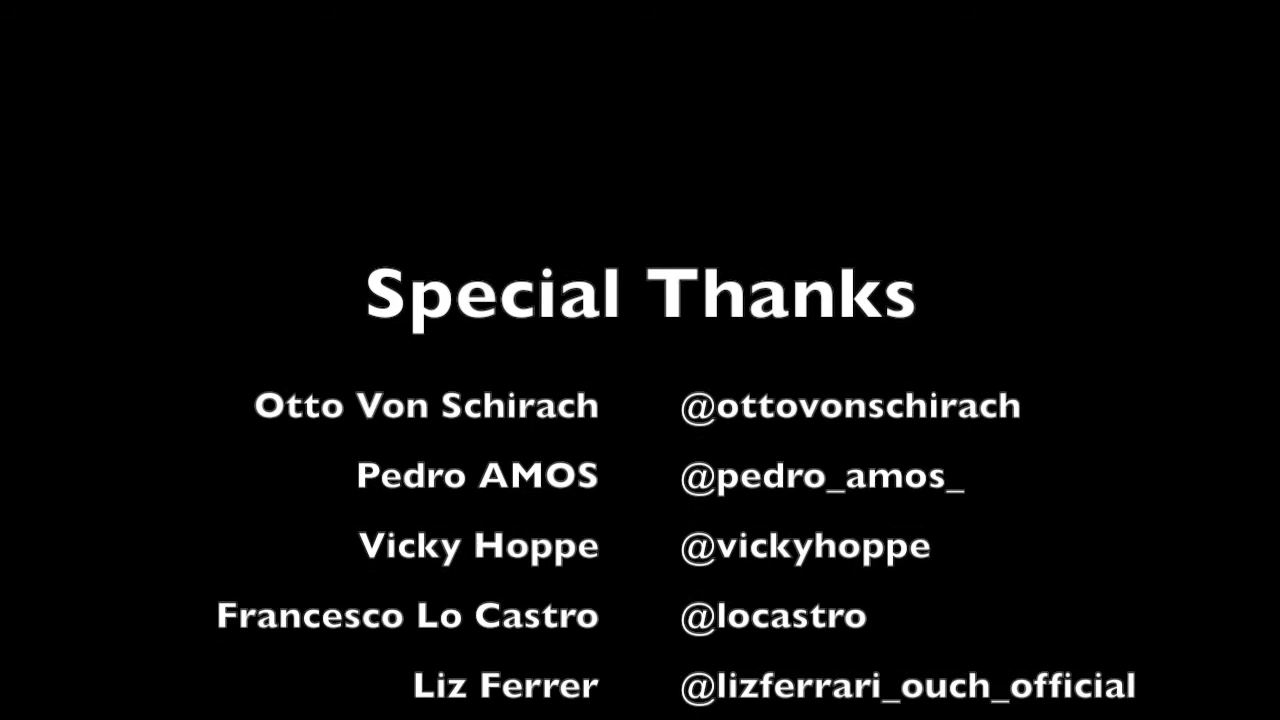 Special Thanks
Otto Von Schirach @ottovonschirach
Pedro AMOS @pedro_amos_
Vicky Hoppe @vickyhoppe
Francesco Lo Castro @locastro
Liz Ferrer @lizferrari_ouch_official